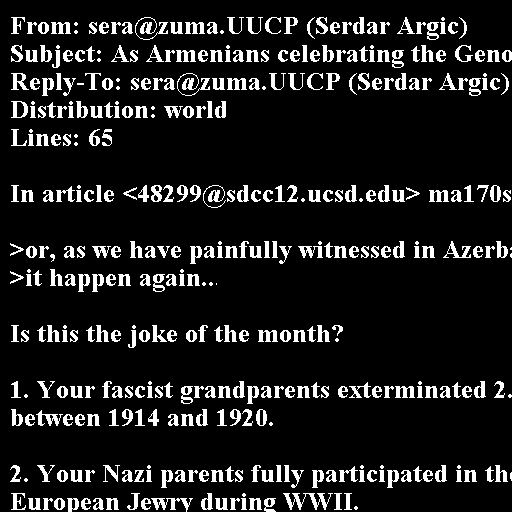 From: sera@zuma.UUCP (Serdar Argic)
Subject: As Armenians celebrating the Geno
Reply-To: sera@zuma.UUCP (Serdar Argic)
Distribution: world
Lines: 65
In article <48299@sdcc12.ucsd.edu> ma170s
>or, as we have painfully witnessed in Azerba
>it happen again...
Is this the joke of the month?
1. Your fascist grandparents exterminated 2.
between 1914 and 1920.
2. Your Nazi parents fully participated in the
European Jewry during WWII.